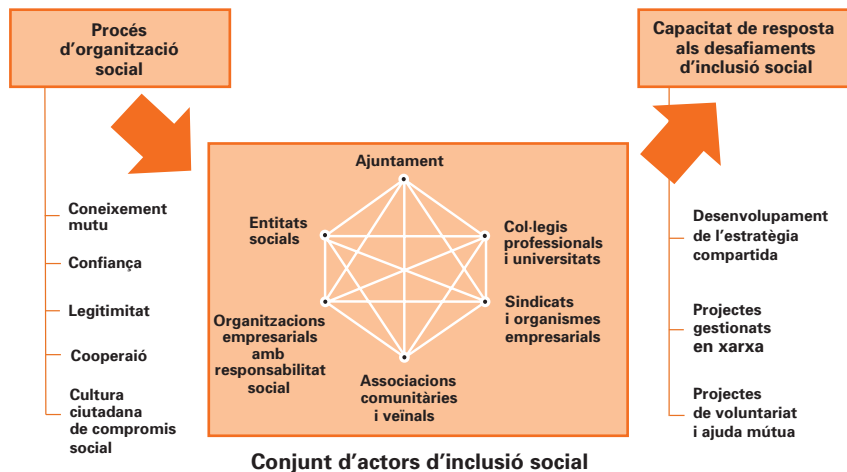 Procés
d’organització
social
Capacitat de resposta
als desafiaments
d’inclusió social
Coneixement
mutu
Confiança
Legitimitat
Cooperaió
Cultura
ciutadana
de compromis
social
Ajuntament
Entitats
socials
Col·legis
professionals
i universitats
Organitzacions
empresarials
amb
responsabilitat
social
Sindicats
i organismes
empresarials
Associacions
comunitàries
i veïnals
Conjunt d’actors d’inclusió social
Desenvolupament
de l’estratègia
compartida
Projectes
gestionats
en xarxa
Projectes
de voluntariat
i ajuda mútua